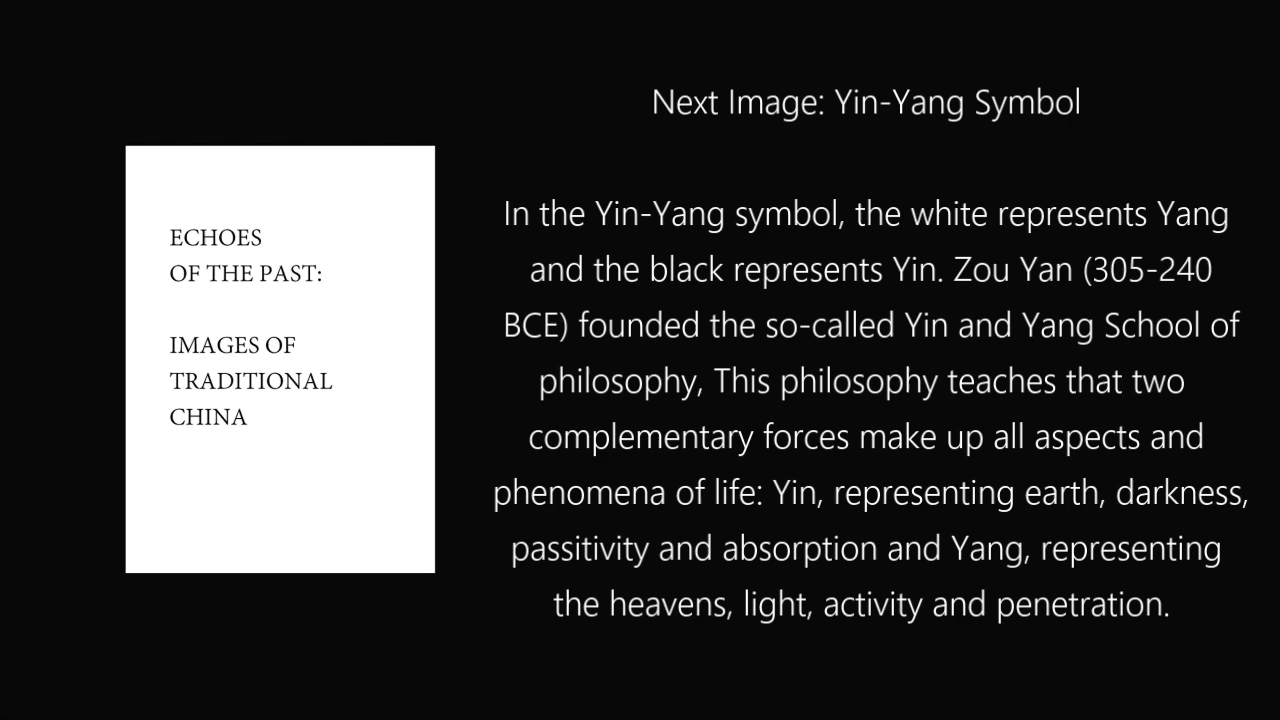 ECHOES
OF THE PAST:
IMAGES OF
TRADITIONAL
CHINA
Next Image: Yin-Yang Symbol
In the Yin-Yang symbol, the white represents Yang
and the black represents Yin. Zou Yan (305-240
BCE) founded the so-called Yin and Yang School of
philosophy, This philosophy teaches that two
complementary forces make up all aspects and
phenomena of life: Yin, representing earth, darkness,
passitivity and absorption and Yang, representing
the heavens, light, activity and penetration.